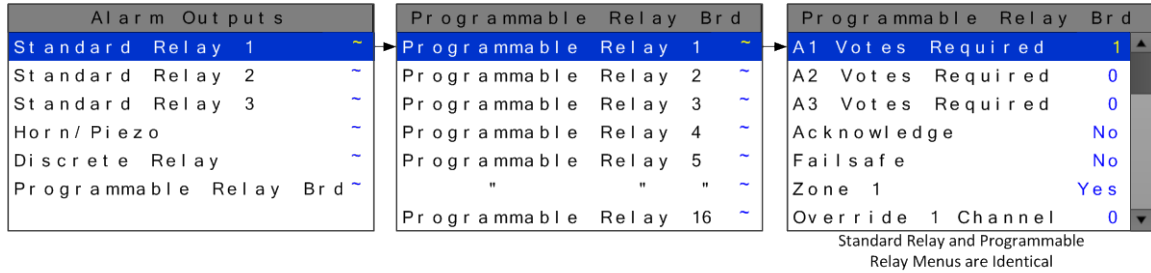 Alarm Outputs
Standard Relay 1 ~
Standard Relay 2 ~
Standard Relay 3 ~
Horn/Piezo ~
Discrete Relay ~
Programmable Relay Brd ~
Programmable Relay Brd
Programmable Relay 1 ~
Programmable Relay 2 ~
Programmable Relay 3 ~
Programmable Relay 4 ~
Programmable Relay 5 ~
" " " ~
Programmable Relay 16 ~
Programmable Relay Brd
A1 Votes Required 1
A2 Votes Required 0
A3 Votes Required 0
Acknowledge No
Failsafe No
Zone 1 Yes
Override 1 Channel 0
Standard Relay and Programmable
Relay Menus are Identical